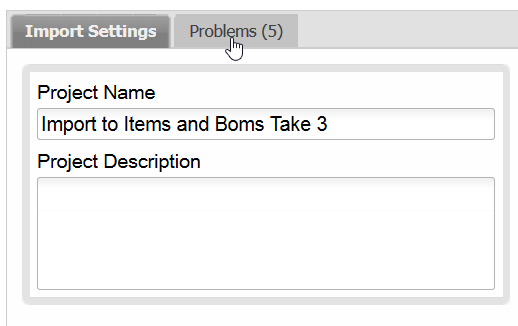 Import Settings Problems (5)
Project Name
Import to Items and Boms Take 3
Project Description